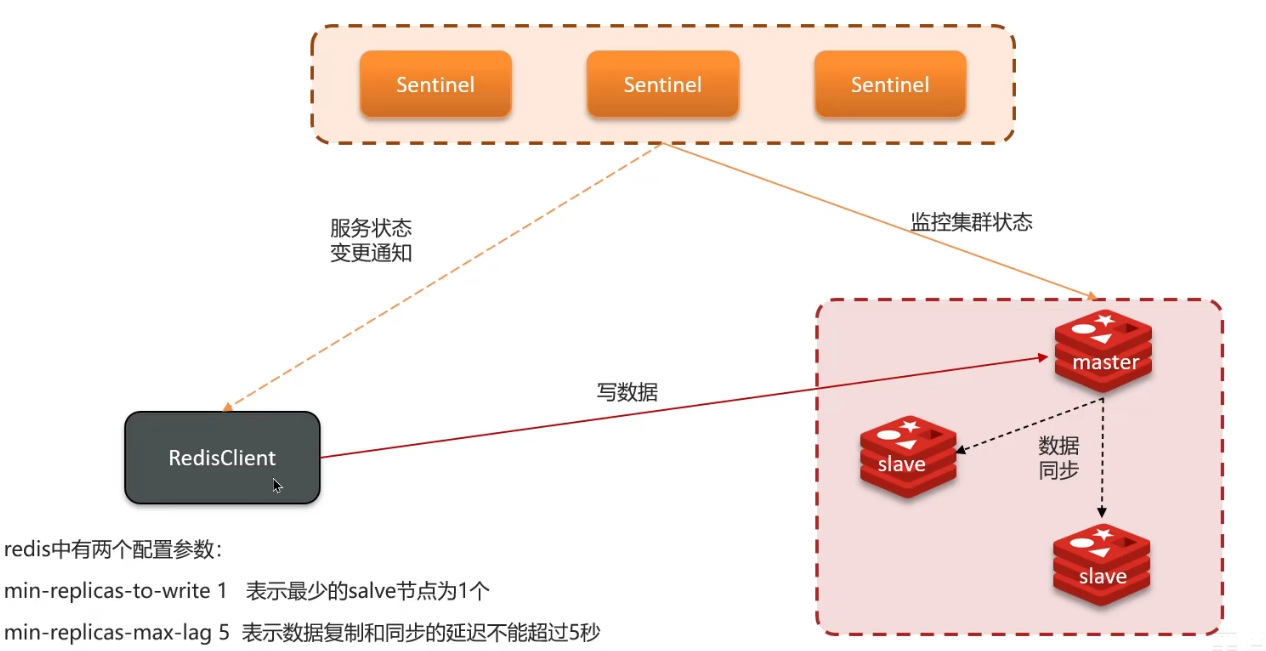 Sentinel
Sentinel
Sentinel
服务状态
变更通知
监控集群状态
master
写数据
slave
数据
同步
RedisClient
slave
redis中有两个配置参数：
min-replicas-to-write 1 表示最少的salve节点为1个
min-replicas-max-lag 5 表示数据复制和同步的延迟不能超过5秒